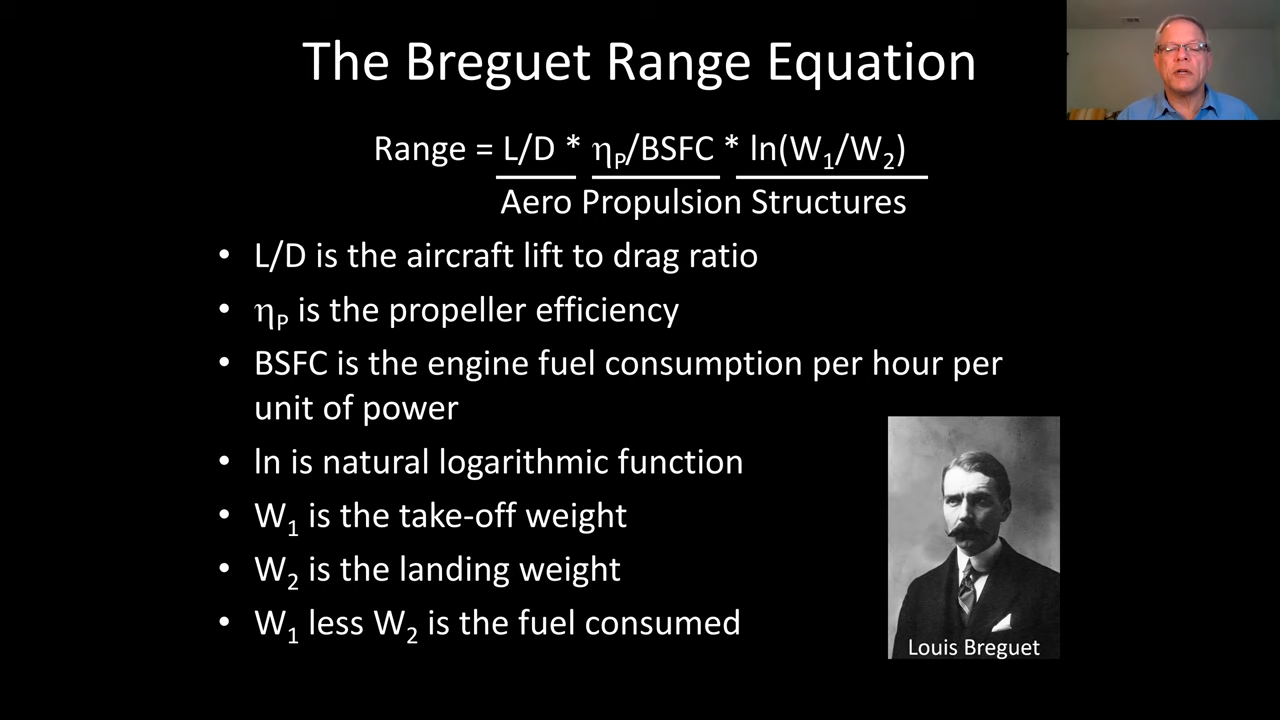 The Breguet Range Equation
Range = L/D * ηP/BSFC * ln(W1/W2)
Aero Propulsion Structures
• L/D is the aircraft lift to drag ratio
• ηP is the propeller efficiency
• BSFC is the engine fuel consumption per hour per
unit of power
• ln is natural logarithmic function
• W1 is the take-off weight
• W2 is the landing weight
• W1 less W2 is the fuel consumed
Louis Breguet